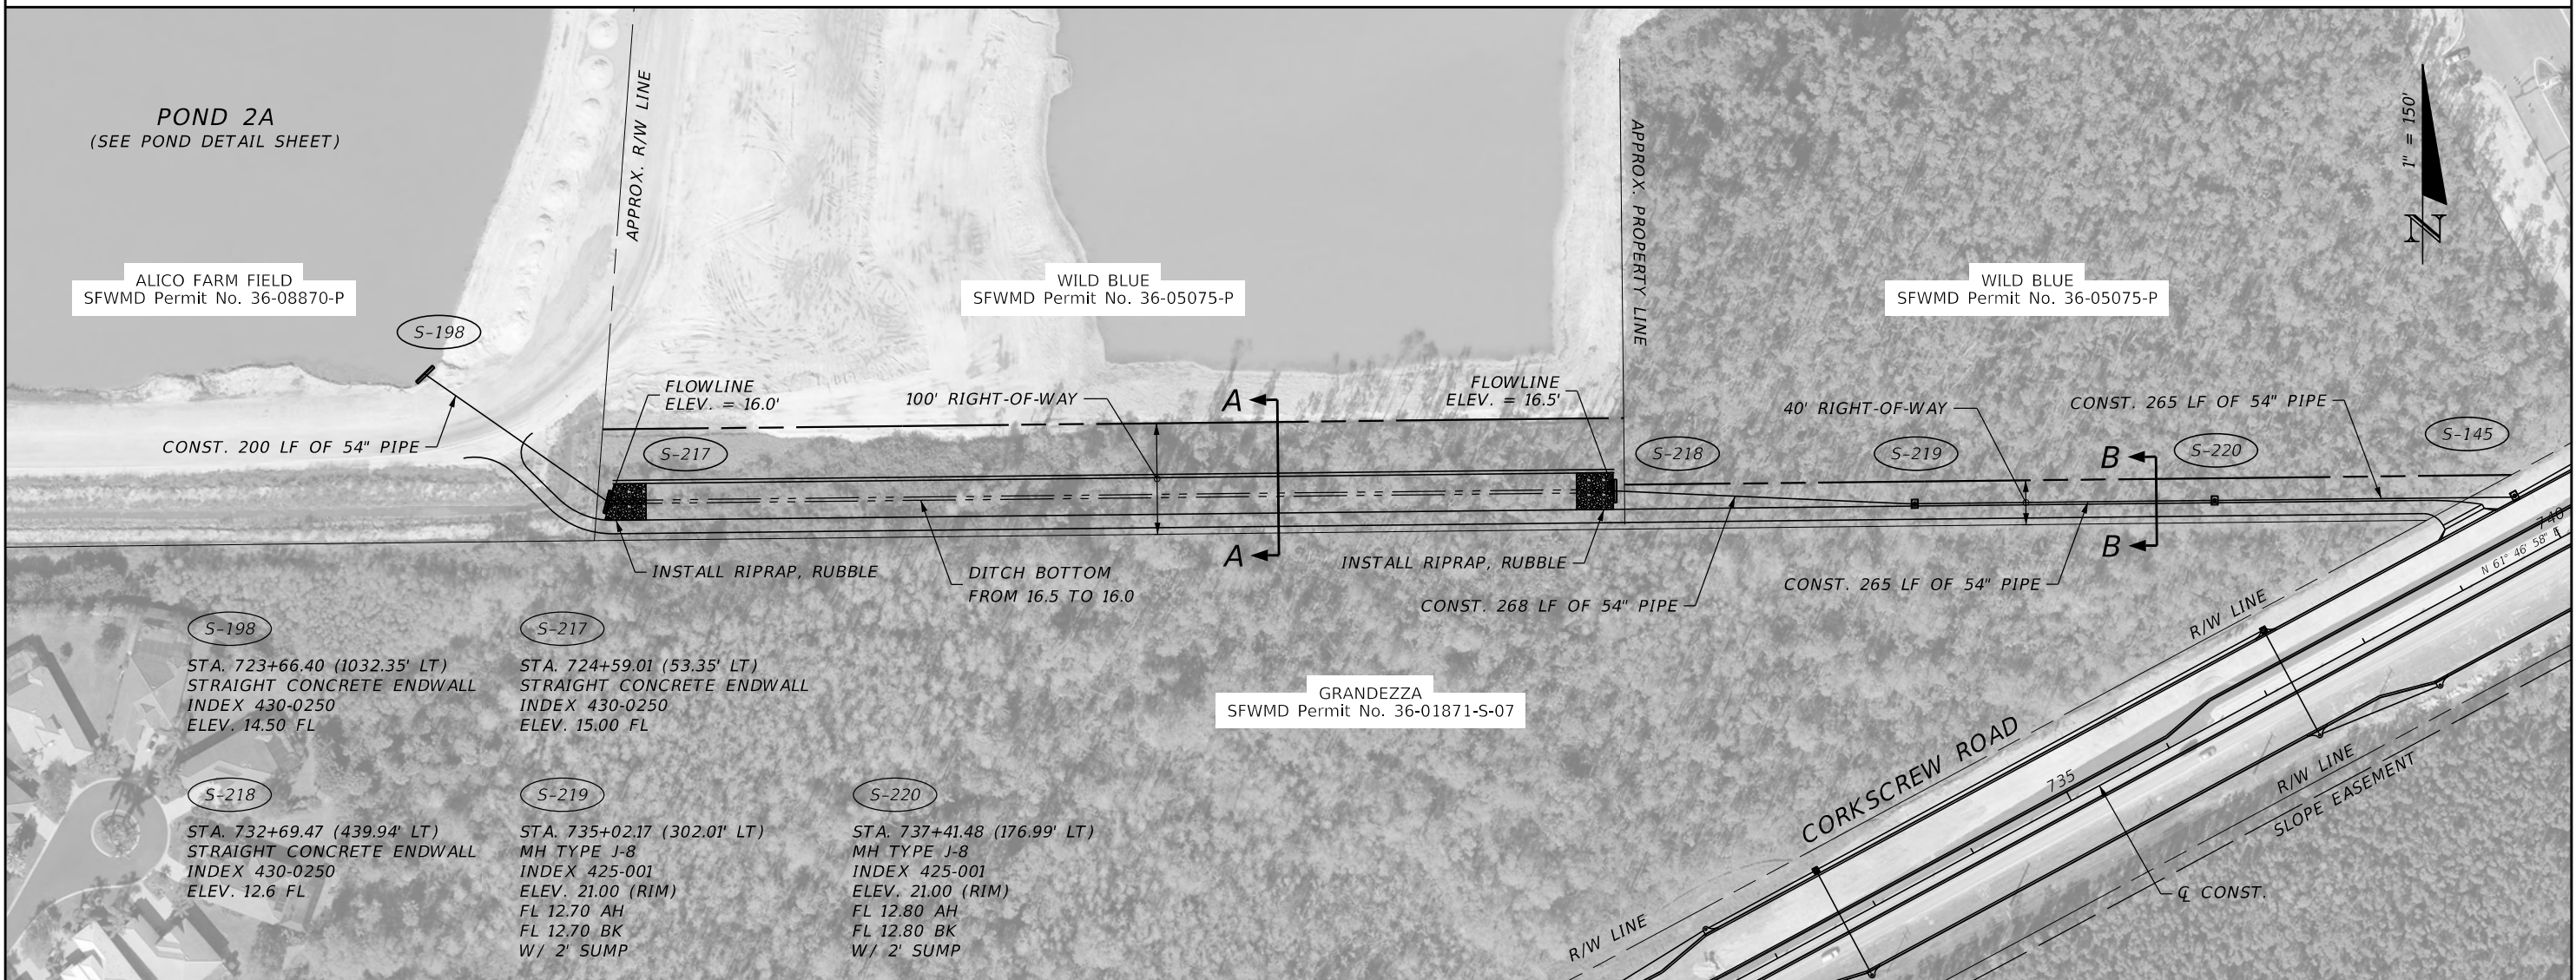 POND 2A
(SEE POND DETAIL SHEET)
APPROX. R/W LINE
APPROX. PROPERTY LINE
1" = 150'
N
ALICO FARM FIELD
SFWMD Permit No. 36-08870-P
WILD BLUE
SFWMD Permit No. 36-05075-P
WILD BLUE
SFWMD Permit No. 36-05075-P
S-198
FLOWLINE
ELEV. = 16.0'
100' RIGHT-OF-WAY
A
FLOWLINE
ELEV. = 16.5'
40' RIGHT-OF-WAY
CONST. 265 LF OF 54" PIPE
CONST. 200 LF OF 54" PIPE
S-217
S-218
S-219
S-220
S-145
B
A
B
INSTALL RIPRAP, RUBBLE
DITCH BOTTOM
FROM 16.5 TO 16.0
INSTALL RIPRAP, RUBBLE
CONST. 268 LF OF 54" PIPE
CONST. 265 LF OF 54" PIPE
740
N 61° 46' 58" E
R/W LINE
S-198
STA. 723+66.40 (1032.35' LT)
STRAIGHT CONCRETE ENDWALL
INDEX 430-0250
ELEV. 14.50 FL
S-217
STA. 724+59.01 (53.35' LT)
STRAIGHT CONCRETE ENDWALL
INDEX 430-0250
ELEV. 15.00 FL
GRANDEZZA
SFWMD Permit No. 36-01871-S-07
S-218
STA. 732+69.47 (439.94' LT)
STRAIGHT CONCRETE ENDWALL
INDEX 430-0250
ELEV. 12.6 FL
S-219
STA. 735+02.17 (302.01' LT)
MH TYPE J-8
INDEX 425-001
ELEV. 21.00 (RIM)
FL 12.70 AH
FL 12.70 BK
W/ 2' SUMP
S-220
STA. 737+41.48 (176.99' LT)
MH TYPE J-8
INDEX 425-001
ELEV. 21.00 (RIM)
FL 12.80 AH
FL 12.80 BK
W/ 2' SUMP
CORKSCREW ROAD
735
R/W LINE
SLOPE EASEMENT
℄ CONST.
R/W LINE